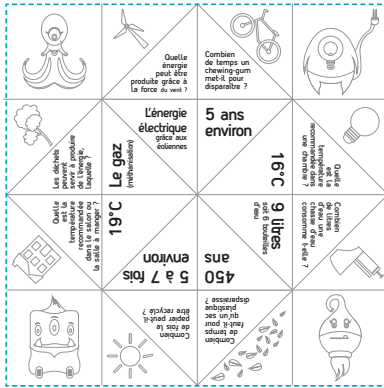 Quelle
énergie
peut être
produite grâce à
la force du vent ?
Combien
de temps un
chewing-gum
met-il pour
disparaître ?
Les déchets
peuvent
servir à produire
de l'énergie,
laquelle ?
Le gaz
(méthanisation)
L'énergie
électrique
grâce aux
éoliennes
5 ans
environ
16°C
Quelle
est la
température
recommandée dans
une chambre ?
Quelle
est la
température
recommandée
dans le salon ou
la salle à manger ?
19°C
5 à 7 fois
environ
450
ans
9 litres
soit 6 bouteilles
d'eau
Combien
de litres
d'eau une
chasse d'eau
consomme t-elle ?
Combien
de fois le
papier peut-il
être recyclé ?
Combien
de temps
faut-il pour
qu'un sac
plastique
disparaisse ?